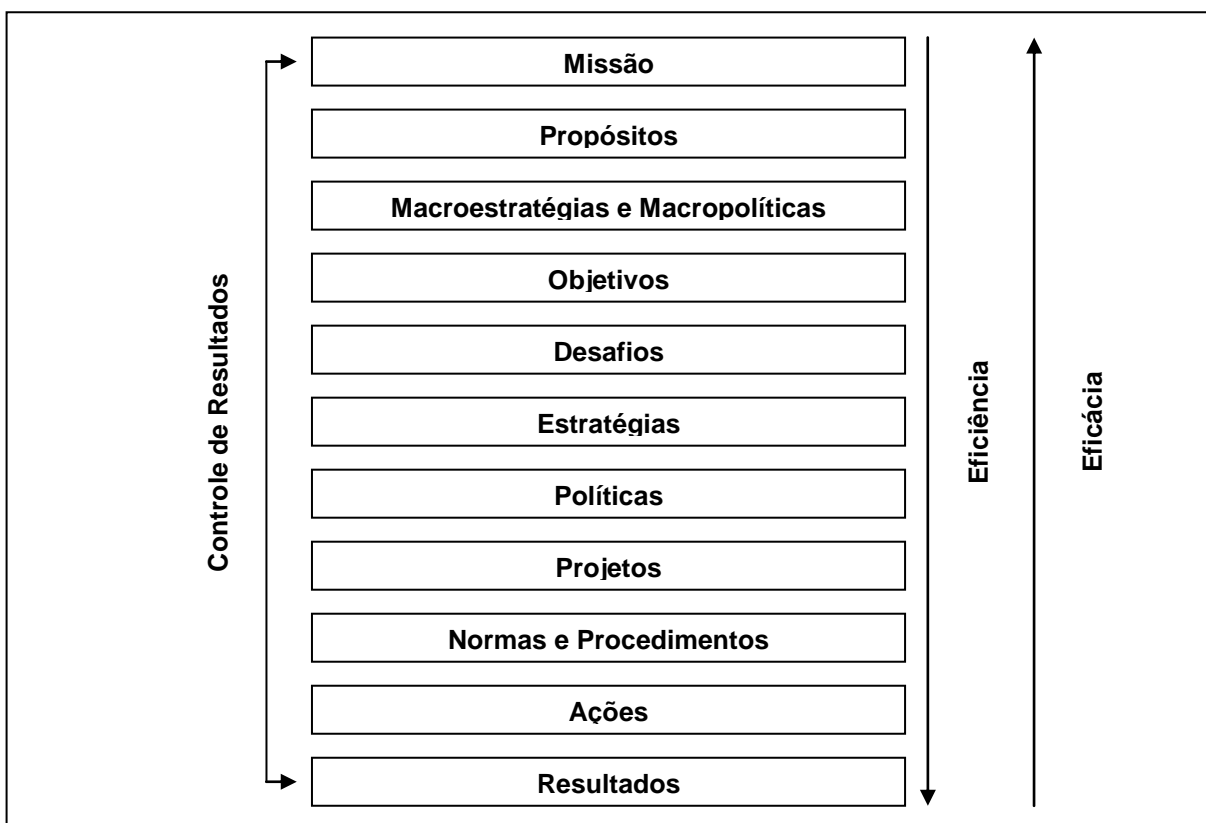 Missão
Propósitos
Macroestratégias e Macropolíticas
Objetivos
Desafios
Estratégias
Políticas
Projetos
Normas e Procedimentos
Ações
Resultados
Controle de Resultados
Eficiência
Eficácia